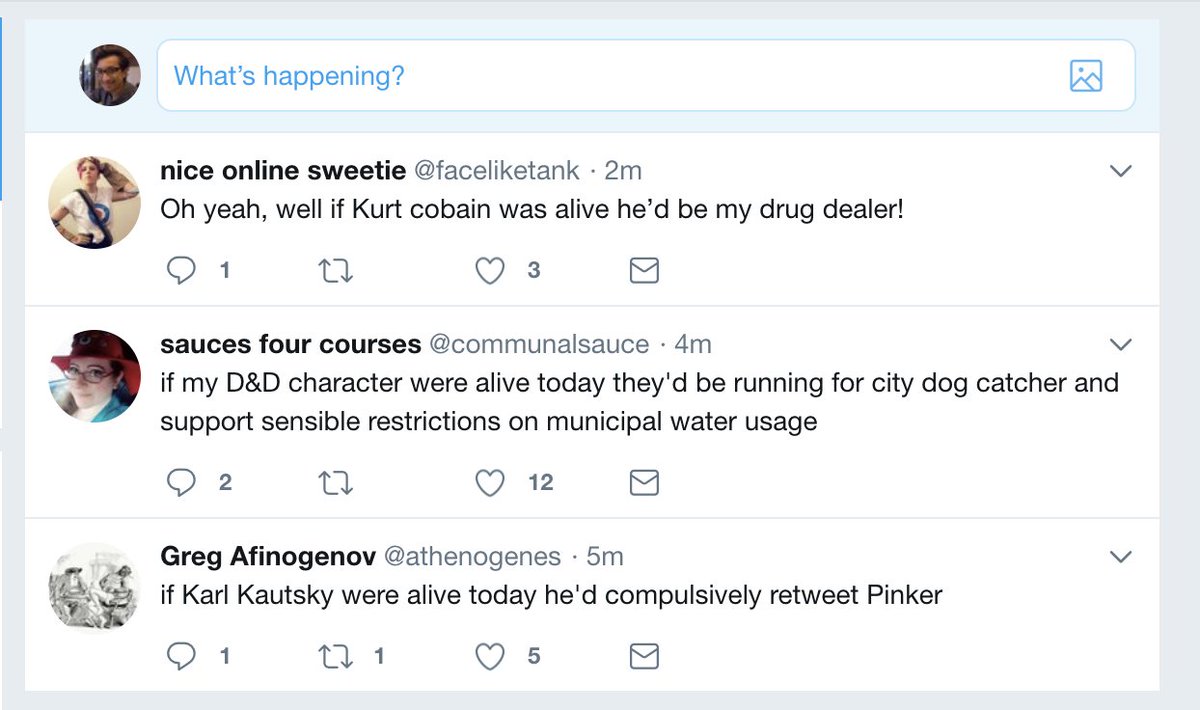 What’s happening?
nice online sweetie @faceliketank · 2m
Oh yeah, well if Kurt cobain was alive he’d be my drug dealer!
1 3
sauces four courses @communalsauce · 4m
if my D&D character were alive today they'd be running for city dog catcher and
support sensible restrictions on municipal water usage
2 12
Greg Afinogenov @athenogenes · 5m
if Karl Kautsky were alive today he'd compulsively retweet Pinker
1 1 5